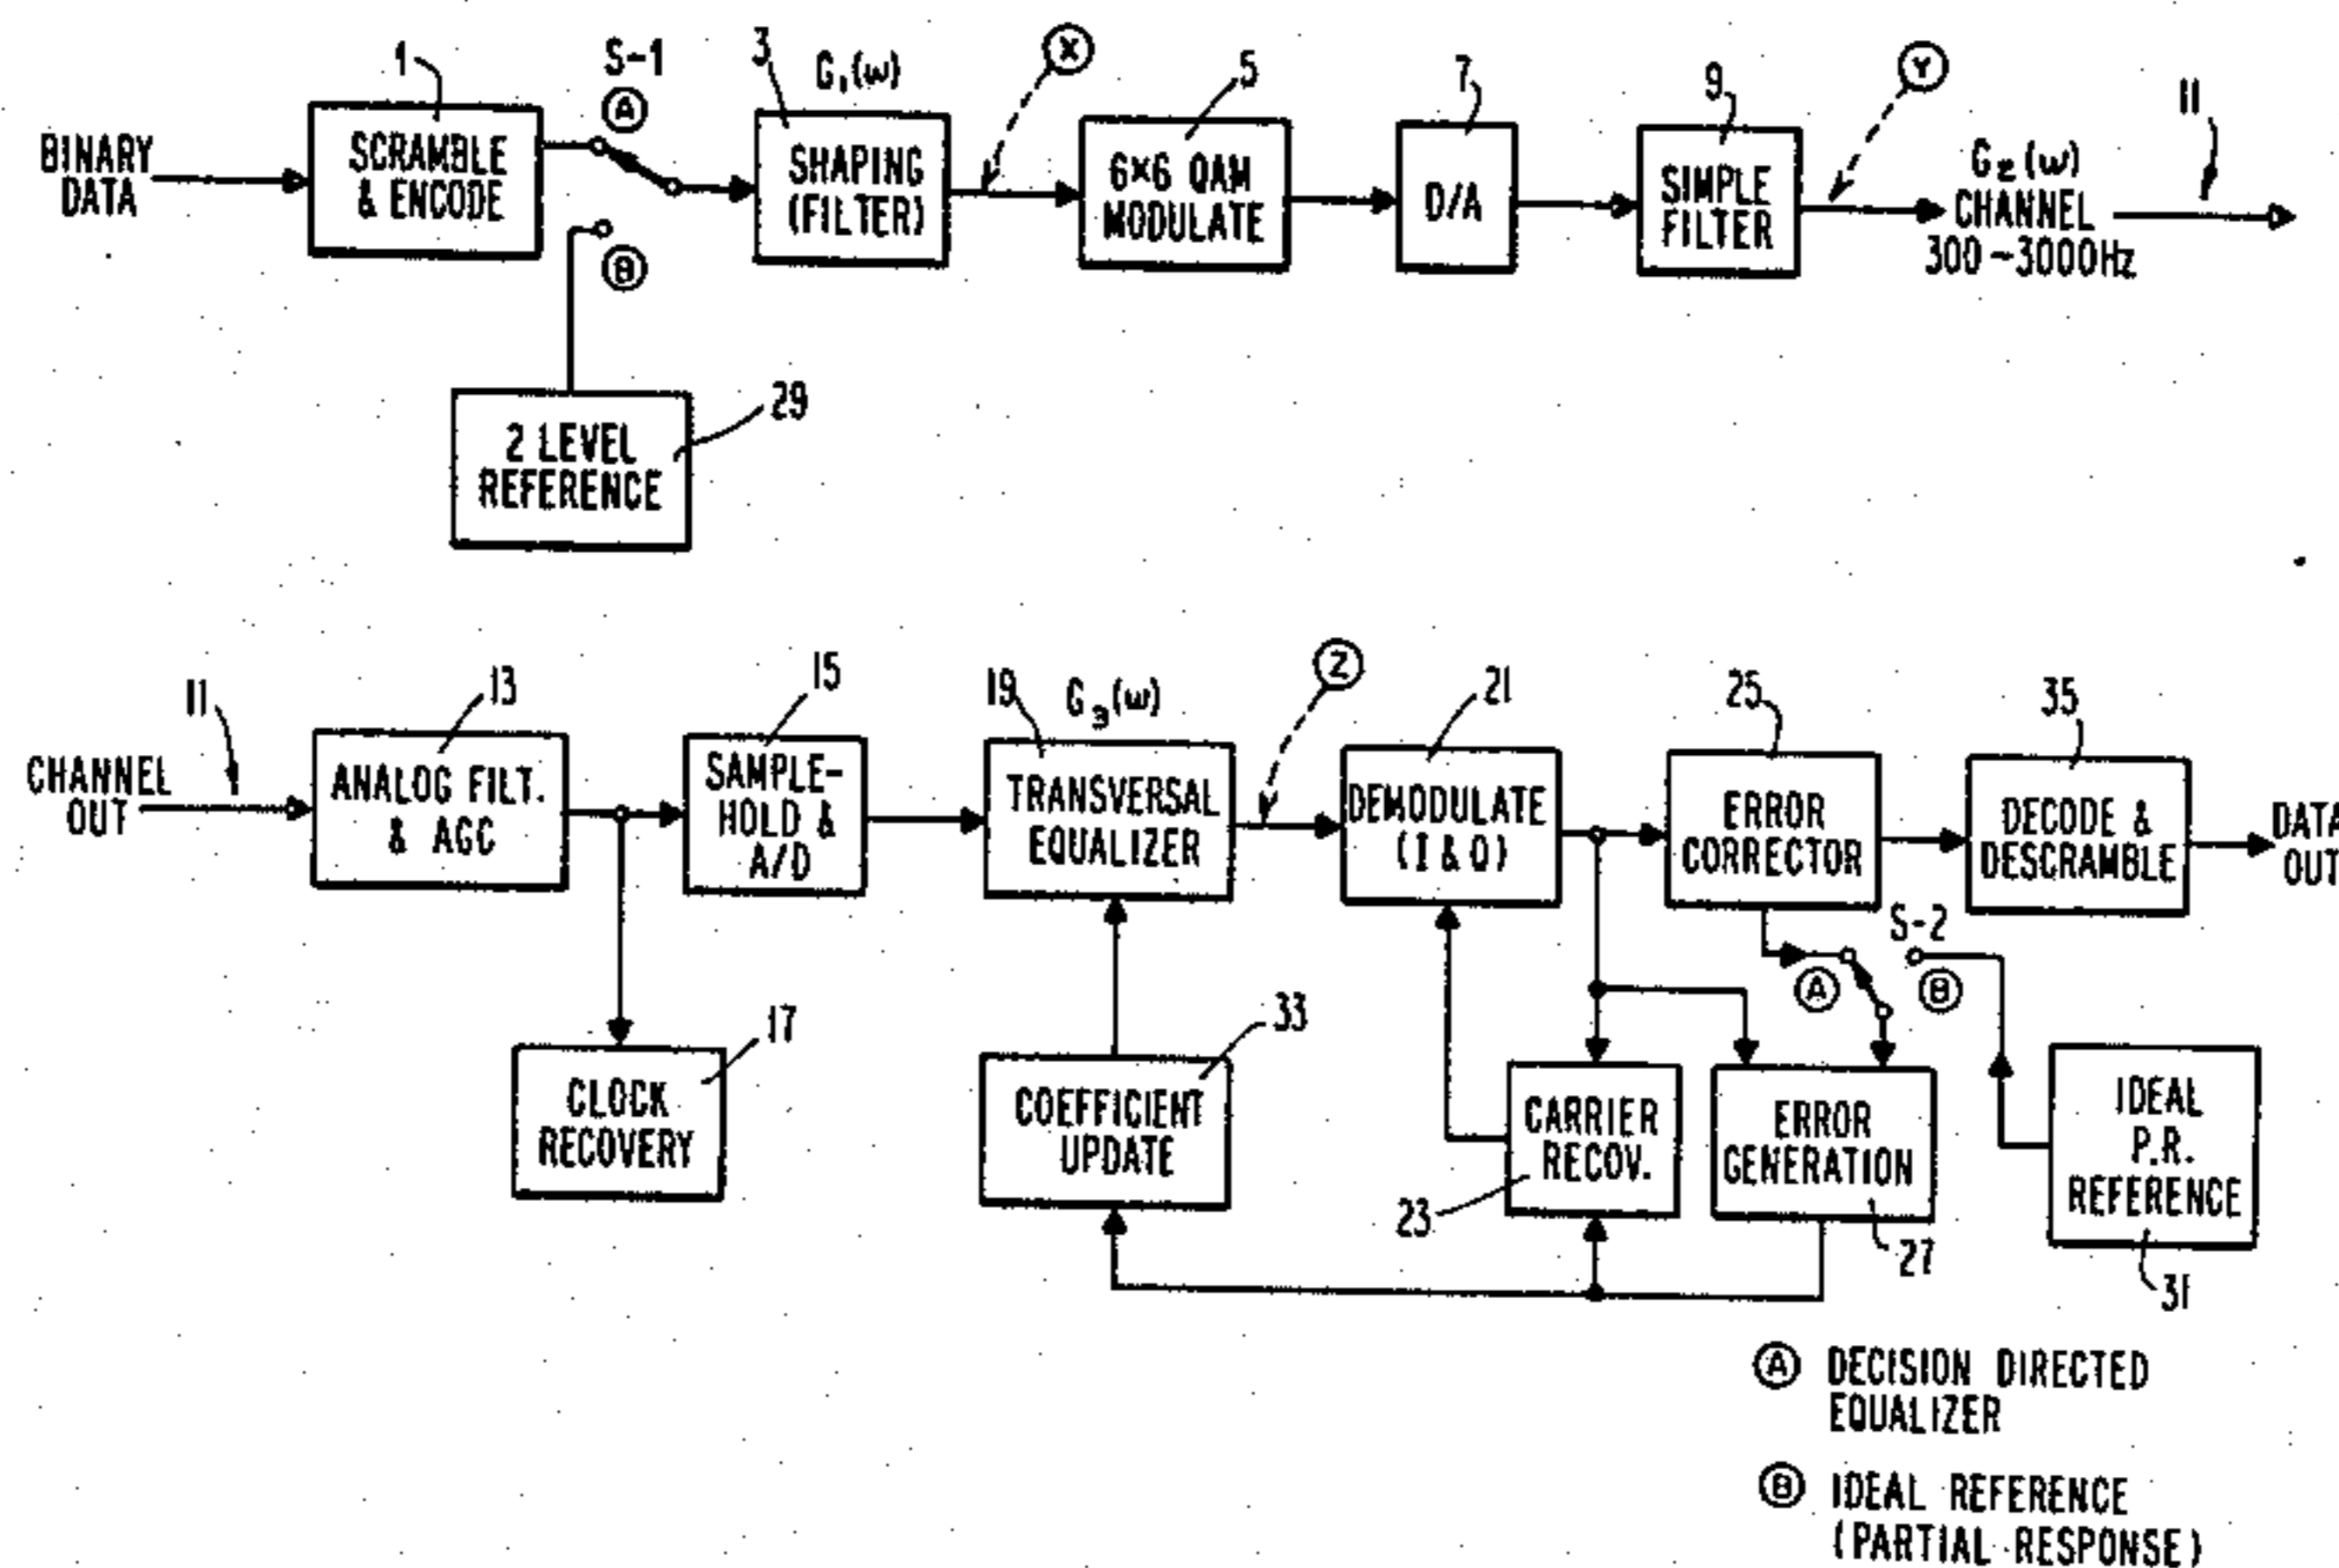 1
S-1
A
3
G₁(ω)
X
5
7
9
Y
11
BINARY
DATA
SCRAMBLE
& ENCODE
SHAPING
(FILTER)
6×6 QAM
MODULATE
D/A
SIMPLE
FILTER
G₂(ω)
CHANNEL
300~3000Hz
B
2 LEVEL
REFERENCE
29
11
13
15
19
G₃(ω)
Z
21
25
35
CHANNEL
OUT
ANALOG FILT.
& AGC
SAMPLE-
HOLD &
A/D
TRANSVERSAL
EQUALIZER
DEMODULATE
(I & Q)
ERROR
CORRECTOR
DECODE &
DESCRAMBLE
DATA
OUT
S-2
A
B
17
CLOCK
RECOVERY
33
COEFFICIENT
UPDATE
CARRIER
RECOV.
23
ERROR
GENERATION
27
IDEAL
P.R.
REFERENCE
31
A DECISION DIRECTED
EQUALIZER
B IDEAL REFERENCE
(PARTIAL RESPONSE)